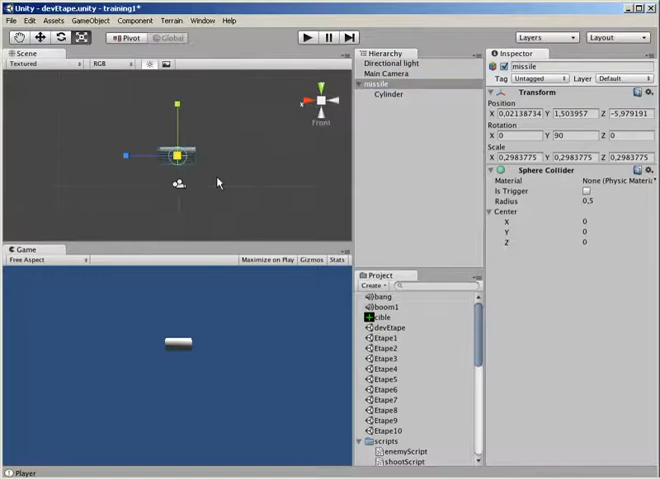 Unity - devEtape.unity - training1*
File Edit Assets GameObject Component Terrain Window Help
Pivot Global Layers Layout
Scene
Textured RGB
x
Front
Game
Free Aspect Maximize on Play Gizmos Stats
Hierarchy
Directional light
Main Camera
missile
Cylinder
Project
Create
bang
boom1
cible
devEtape
Etape1
Etape2
Etape3
Etape4
Etape5
Etape6
Etape7
Etape8
Etape9
Etape10
scripts
enemyScript
shootScript
Inspector
missile
Tag Untagged Layer Default
Transform
Position
X 0,02138734 Y 1,503957 Z -5,979191
Rotation
X 0 Y 90 Z 0
Scale
X 0,2983775 Y 0,2983775 Z 0,2983775
Sphere Collider
Material None (Physic Materia
Is Trigger
Radius 0,5
Center
X 0
Y 0
Z 0
Player